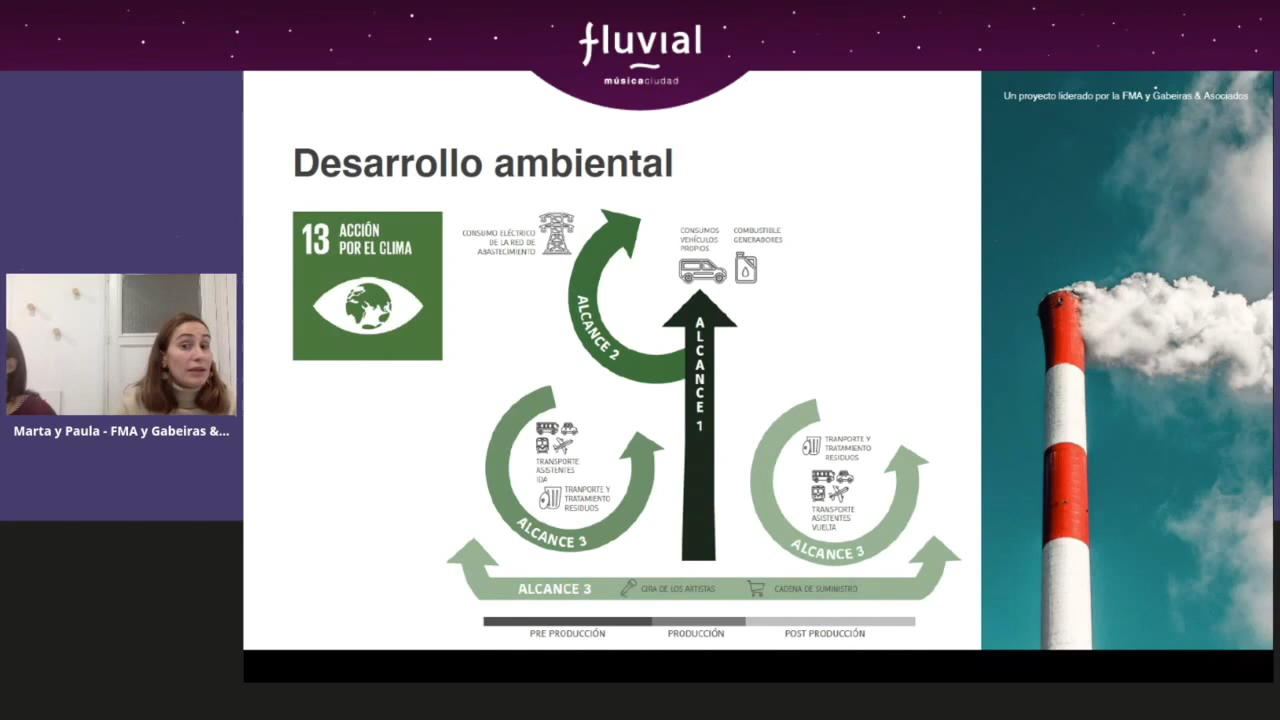 fluvial
músicaciudad
Un proyecto liderado por la FMA y Gabeiras & Asociados
Desarrollo ambiental
13 ACCIÓN
POR EL CLIMA
CONSUMO ELÉCTRICO
DE LA RED DE
ABASTECIMIENTO
CONSUMOS
VEHÍCULOS
PROPIOS
COMBUSTIBLE
GENERADORES
ALCANCE 2
ALCANCE 1
TRANSPORTE
ASISTENTES
IDA
TRANPORTE Y
TRATAMIENTO
RESIDUOS
ALCANCE 3
TRANPORTE Y
TRATAMIENTO
RESIDUOS
TRANSPORTE
ASISTENTES
VUELTA
ALCANCE 3
ALCANCE 3
GIRA DE LOS ARTISTAS
CADENA DE SUMINISTRO
PRE PRODUCCIÓN
PRODUCCIÓN
POST PRODUCCIÓN
Marta y Paula - FMA y Gabeiras &...